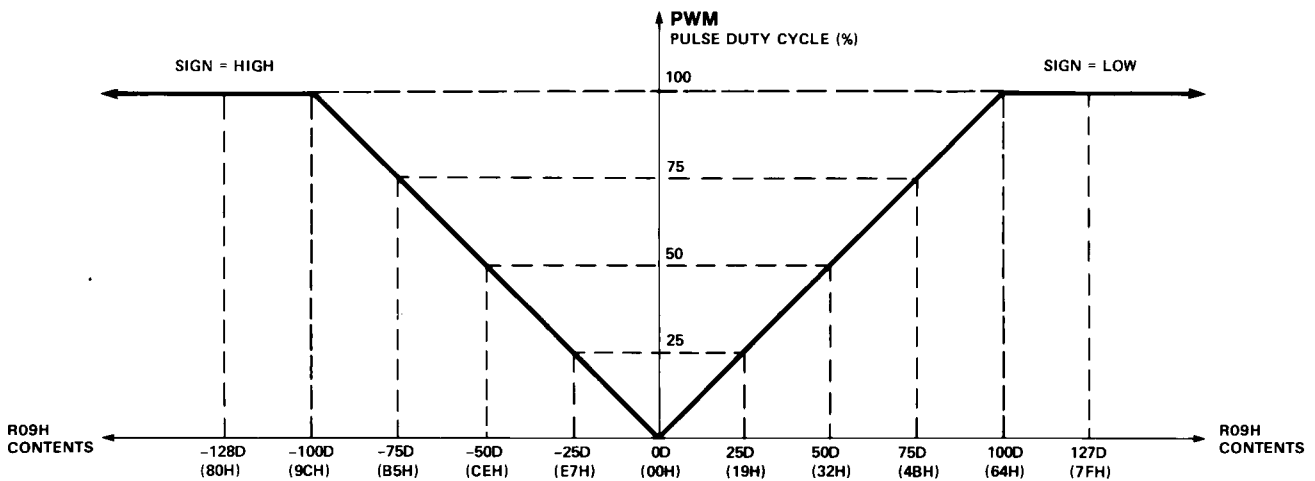 PWM
PULSE DUTY CYCLE (%)
SIGN = HIGH
SIGN = LOW
100
75
50
25
R09H
CONTENTS
-128D
(80H)
-100D
(9CH)
-75D
(B5H)
-50D
(CEH)
-25D
(E7H)
0D
(00H)
25D
(19H)
50D
(32H)
75D
(4BH)
100D
(64H)
127D
(7FH)
R09H
CONTENTS